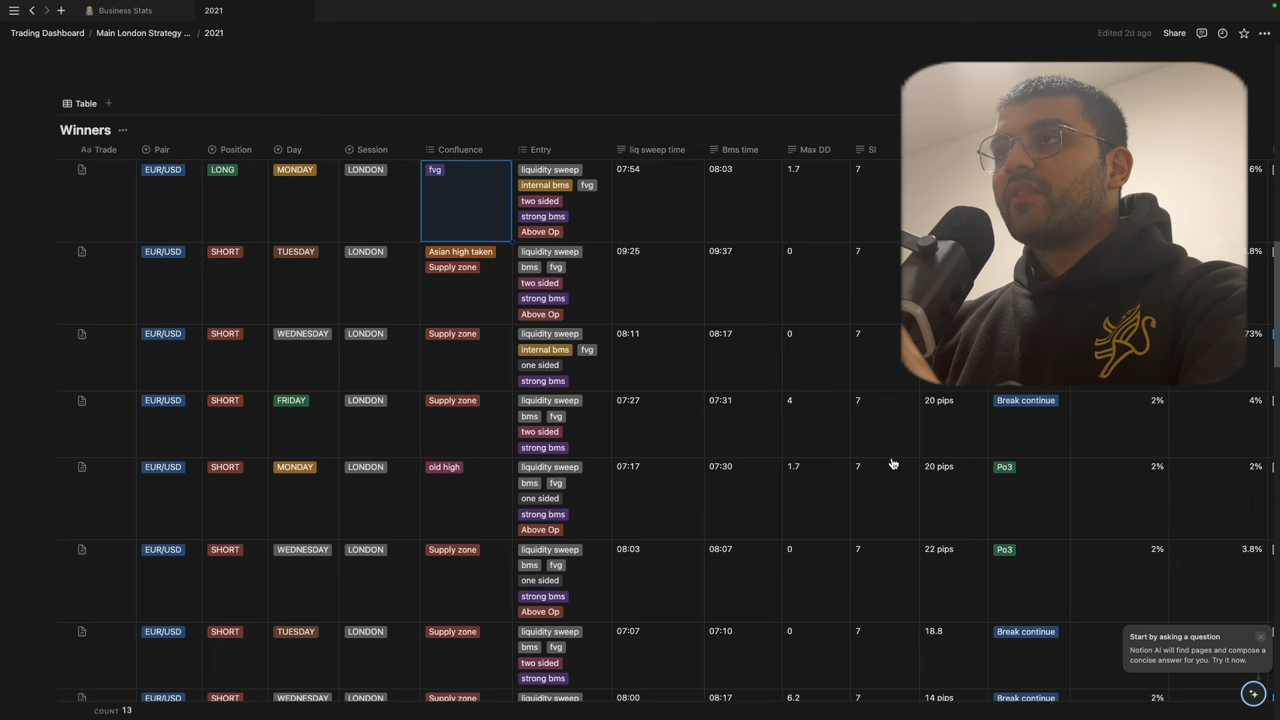 Business Stats 2021
Trading Dashboard / Main London Strategy ... / 2021 Edited 2d ago Share
Table
Winners
Aa Trade Pair Position Day Session Confluence Entry liq sweep time Bms time Max DD Sl
EUR/USD LONG MONDAY LONDON fvg liquidity sweep 07:54 08:03 1.7 7 6%
internal bms fvg
two sided
strong bms
Above Op
EUR/USD SHORT TUESDAY LONDON Asian high taken liquidity sweep 09:25 09:37 0 7 .8%
Supply zone bms fvg
two sided
strong bms
Above Op
EUR/USD SHORT WEDNESDAY LONDON Supply zone liquidity sweep 08:11 08:17 0 7 73%
internal bms fvg
one sided
strong bms
EUR/USD SHORT FRIDAY LONDON Supply zone liquidity sweep 07:27 07:31 4 7 20 pips Break continue 2% 4%
bms fvg
two sided
strong bms
EUR/USD SHORT MONDAY LONDON old high liquidity sweep 07:17 07:30 1.7 7 20 pips Po3 2% 2%
bms fvg
one sided
strong bms
Above Op
EUR/USD SHORT WEDNESDAY LONDON Supply zone liquidity sweep 08:03 08:07 0 7 22 pips Po3 2% 3.8%
bms fvg
one sided
strong bms
Above Op
EUR/USD SHORT TUESDAY LONDON Supply zone liquidity sweep 07:07 07:10 0 7 18.8 Break continue
bms fvg
two sided
strong bms
EUR/USD SHORT WEDNESDAY LONDON Supply zone liquidity sweep 08:00 08:17 6.2 7 14 pips Break continue 2%
COUNT 13
Start by asking a question
Notion AI will find pages and compose a
concise answer for you. Try it now.